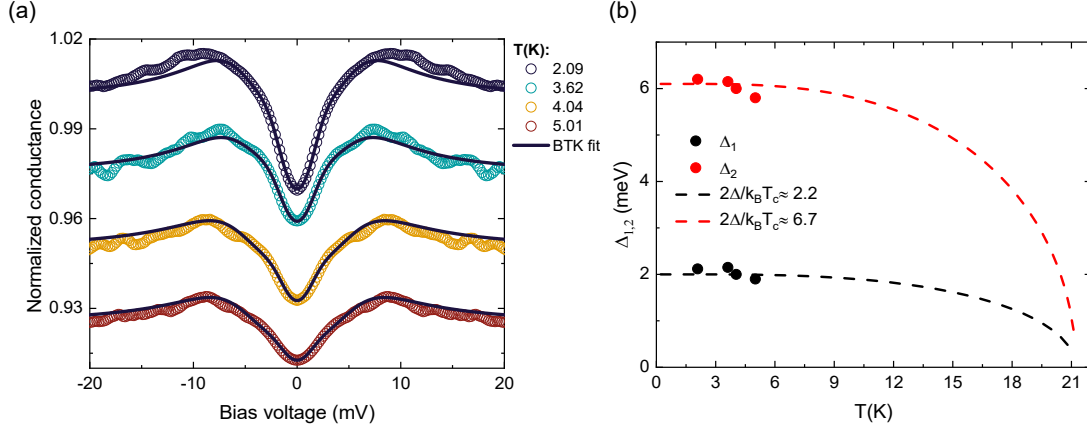 (a)
1.02
0.99
0.96
0.93
Normalized conductance
-20
-10
0
10
20
Bias voltage (mV)
T(K):
2.09
3.62
4.04
5.01
BTK fit
(b)
6
4
2
0
Δ₁,₂ (meV)
Δ₁
Δ₂
2Δ/k_BT_c≈ 2.2
2Δ/k_BT_c≈ 6.7
0
3
6
9
12
15
18
21
T(K)